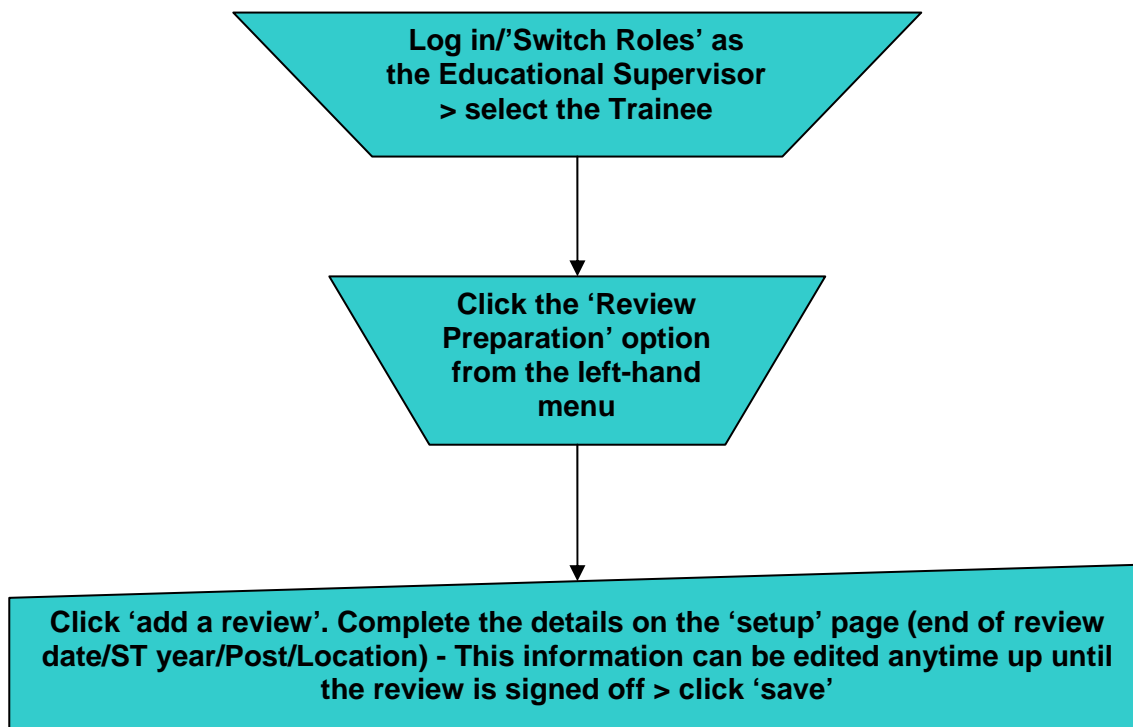 Log in/’Switch Roles’ as
the Educational Supervisor
> select the Trainee
Click the ‘Review
Preparation’ option
from the left-hand
menu
Click ‘add a review’. Complete the details on the ‘setup’ page (end of review
date/ST year/Post/Location) - This information can be edited anytime up until
the review is signed off > click ‘save’